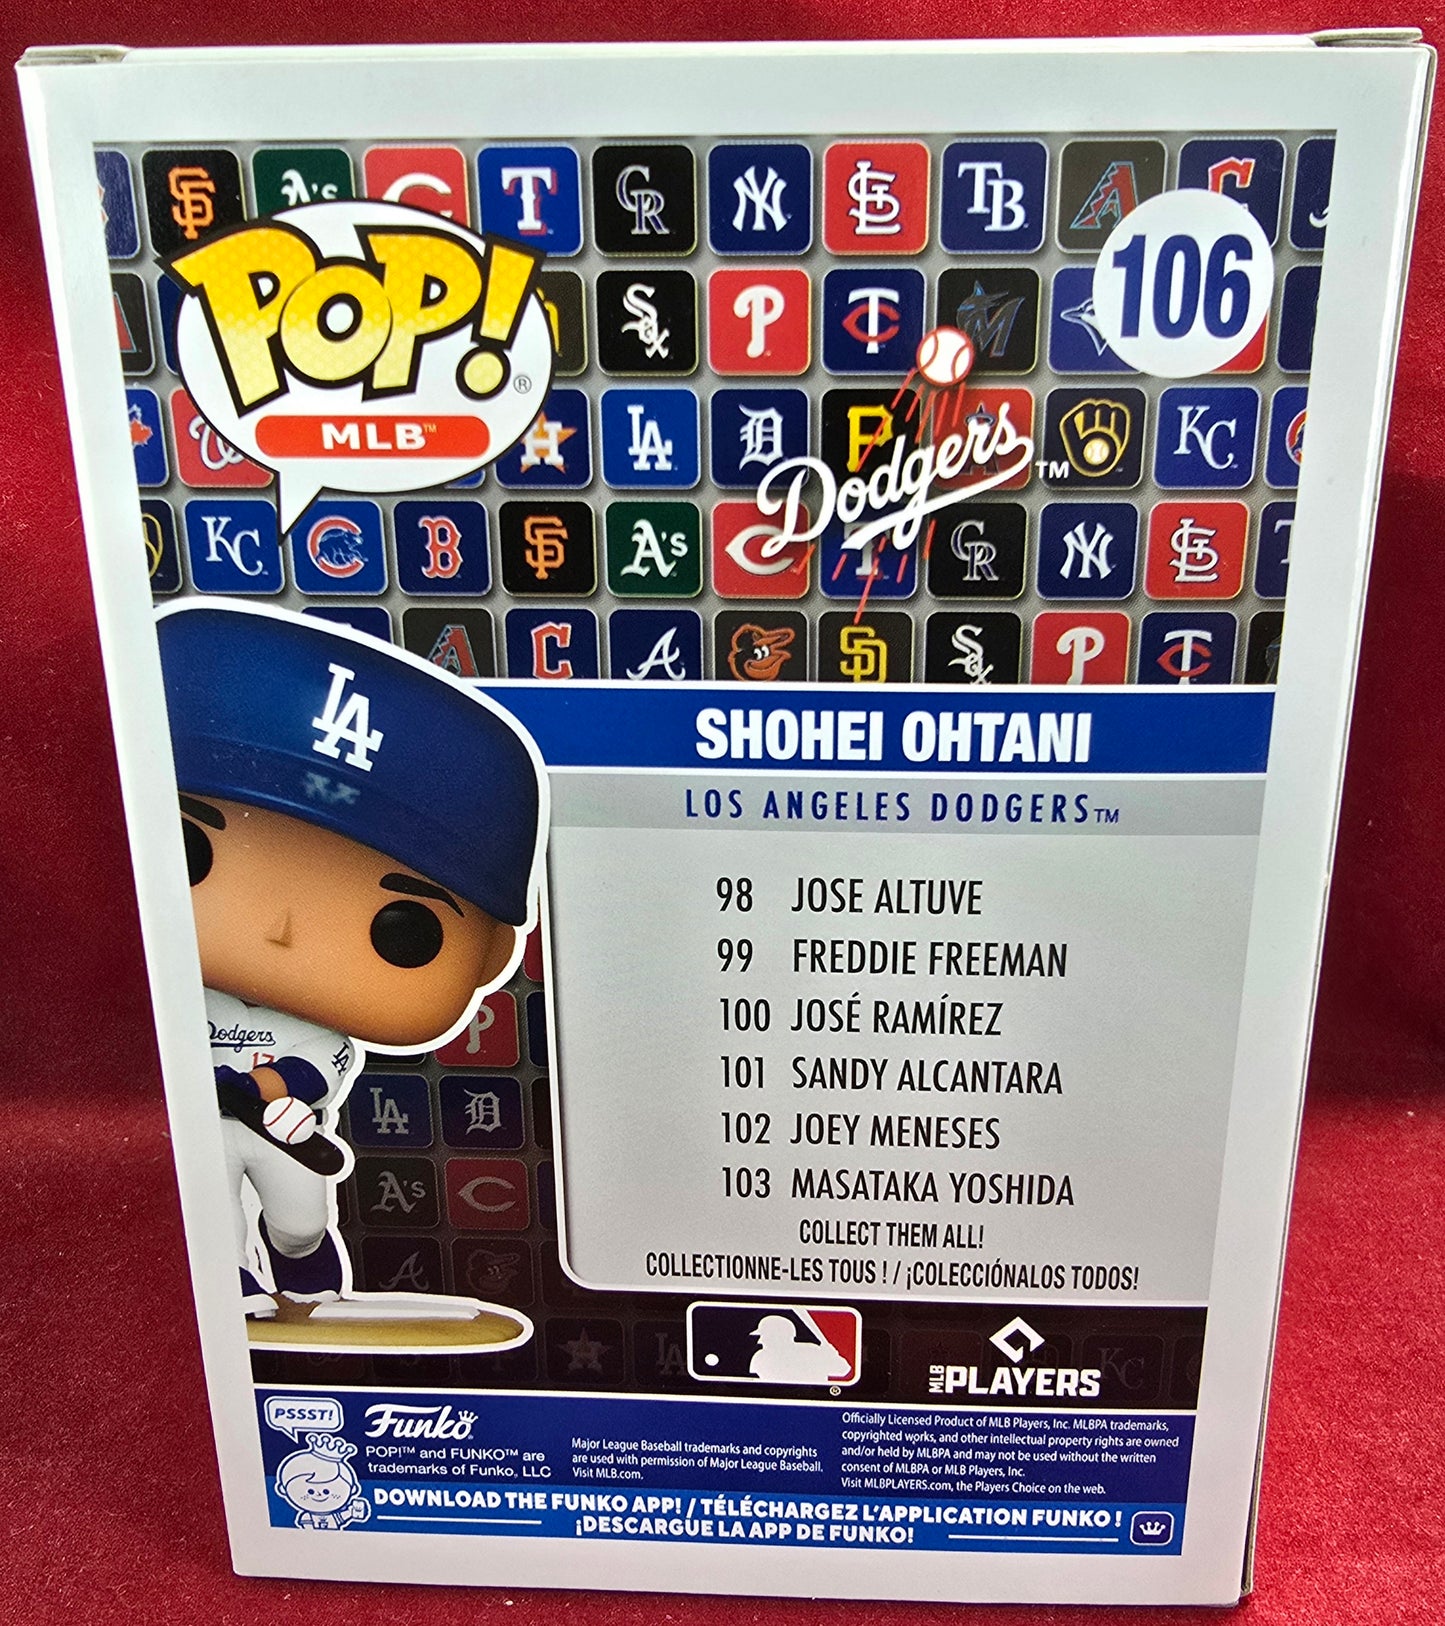 POP!®
MLB™
106
Dodgers™
LA
SHOHEI OHTANI
LOS ANGELES DODGERS™
98 JOSE ALTUVE
99 FREDDIE FREEMAN
100 JOSÉ RAMÍREZ
101 SANDY ALCANTARA
102 JOEY MENESES
103 MASATAKA YOSHIDA
COLLECT THEM ALL!
COLLECTIONNE-LES TOUS ! / ¡COLECCIÓNALOS TODOS!
Dodgers
17
LA
MLB PLAYERS
PSSST!
Funko
POP!™ and FUNKO™ are
trademarks of Funko, LLC
Major League Baseball trademarks and copyrights
are used with permission of Major League Baseball.
Visit MLB.com.
Officially Licensed Product of MLB Players, Inc. MLBPA trademarks,
copyrighted works, and other intellectual property rights are owned
and/or held by MLBPA and may not be used without the written
consent of MLBPA or MLB Players, Inc.
Visit MLBPLAYERS.com, the Players Choice on the web.
DOWNLOAD THE FUNKO APP! / TÉLÉCHARGEZ L'APPLICATION FUNKO !
¡DESCARGUE LA APP DE FUNKO!